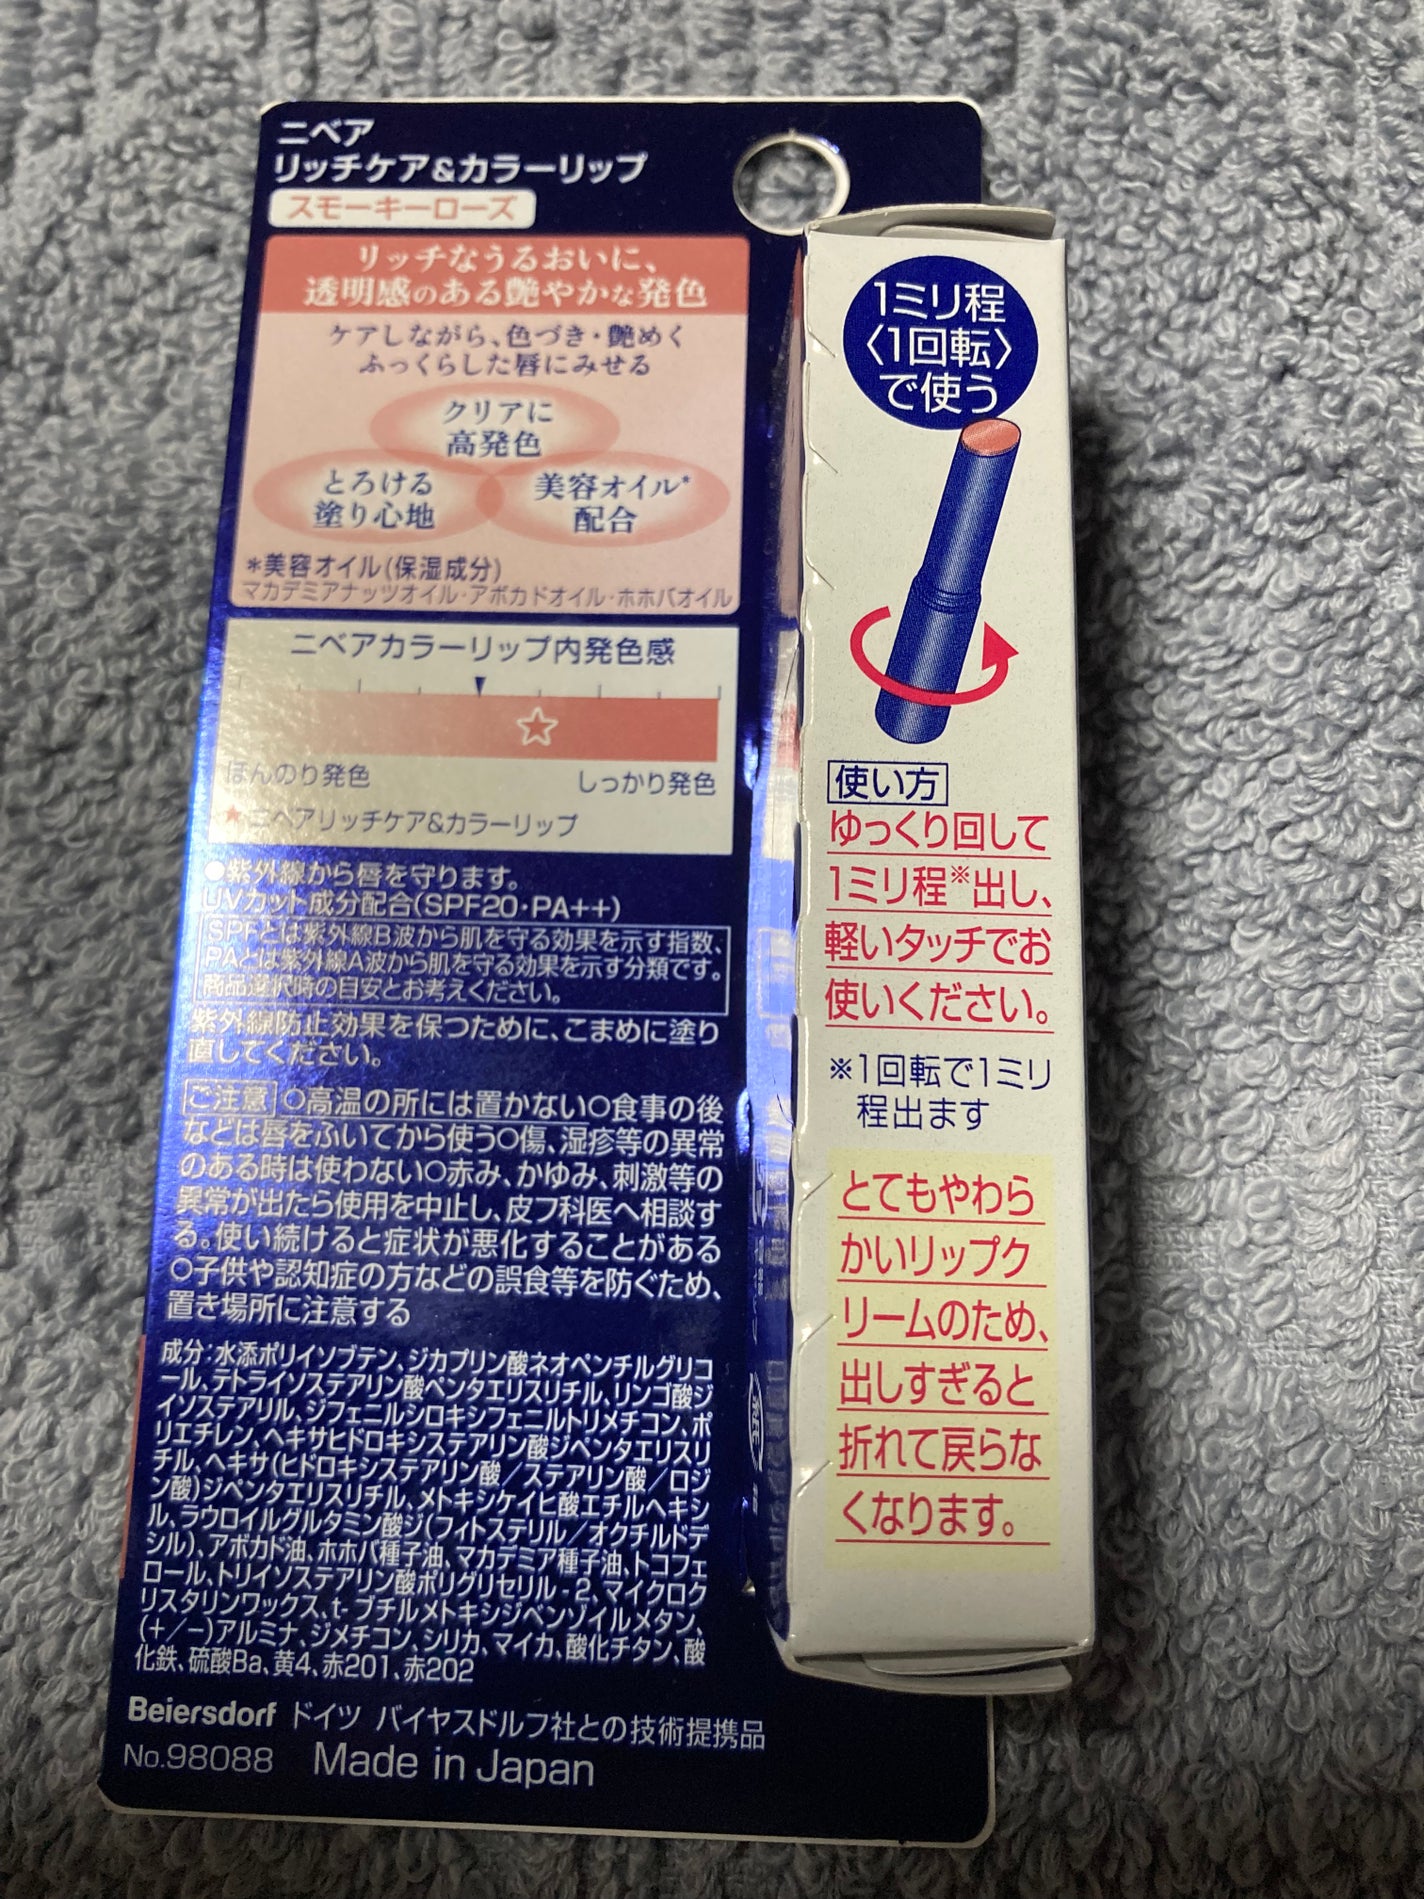 ニベア
リッチケア&カラーリップ
スモーキーローズ
リッチなうるおいに、
透明感のある艶やかな発色
ケアしながら、色づき・艶めく
ふっくらした唇にみせる
クリアに
高発色
とろける
塗り心地
美容オイル*
配合
*美容オイル(保湿成分)
マカデミアナッツオイル・アボカドオイル・ホホバオイル
ニベアカラーリップ内発色感
ほんのり発色
しっかり発色
★ニベアリッチケア&カラーリップ
●紫外線から唇を守ります。
UVカット成分配合(SPF20・PA++)
SPFとは紫外線B波から肌を守る効果を示す指数、
PAとは紫外線A波から肌を守る効果を示す分類です。
商品選択時の目安とお考えください。
紫外線防止効果を保つために、こまめに塗り
直してください。
ご注意 ○高温の所には置かない○食事の後
などは唇をふいてから使う○傷、湿疹等の異常
のある時は使わない○赤み、かゆみ、刺激等の
異常が出たら使用を中止し、皮フ科医へ相談す
る。使い続けると症状が悪化することがある
○子供や認知症の方などの誤食等を防ぐため、
置き場所に注意する
成分:水添ポリイソブテン、ジカプリン酸ネオペンチルグリコ
ール、テトライソステアリン酸ペンタエリスリチル、リンゴ酸ジ
イソステアリル、ジフェニルシロキシフェニルトリメチコン、ポ
リエチレン、ヘキサヒドロキシステアリン酸ジペンタエリスリ
チル、ヘキサ(ヒドロキシステアリン酸/ステアリン酸/ロジ
ン酸)ジペンタエリスリチル、メトキシケイヒ酸エチルヘキシ
ル、ラウロイルグルタミン酸ジ(フィトステリル/オクチルドデ
シル)、アボカド油、ホホバ種子油、マカデミア種子油、トコフェ
ロール、トリイソステアリン酸ポリグリセリル-2、マイクロク
リスタリンワックス、t-ブチルメトキシジベンゾイルメタン、
(+/-)アルミナ、ジメチコン、シリカ、マイカ、酸化チタン、酸
化鉄、硫酸Ba、黄4、赤201、赤202
Beiersdorf ドイツ バイヤスドルフ社との技術提携品
No.98088 Made in Japan
1ミリ程
〈1回転〉
で使う
使い方
ゆっくり回して
1ミリ程※出し、
軽いタッチでお
使いください。
※1回転で1ミリ
程出ます
とてもやわら
かいリップク
リームのため、
出しすぎると
折れて戻らな
くなります。